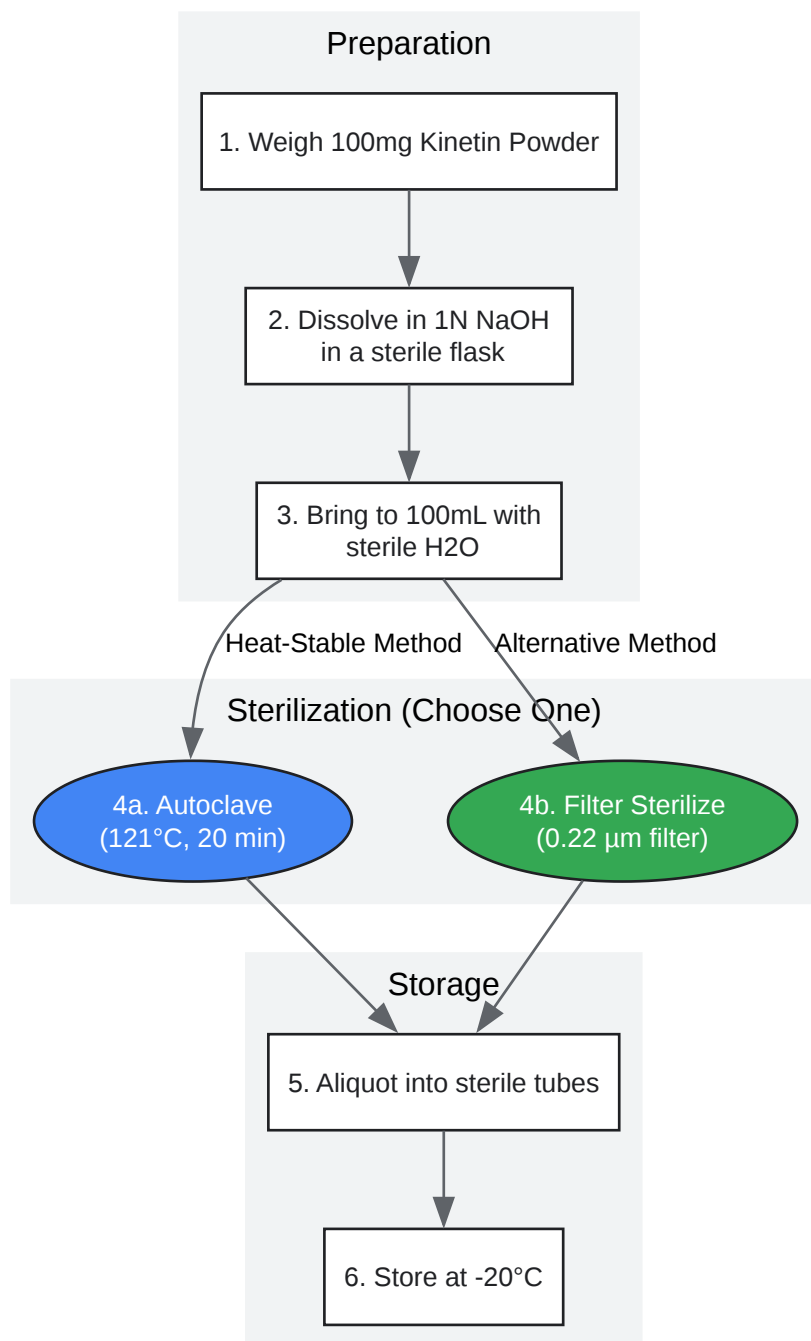 Preparation
1. Weigh 100mg Kinetin Powder
2. Dissolve in 1N NaOH
in a sterile flask
3. Bring to 100mL with
sterile H2O
Heat-Stable Method
Alternative Method
Sterilization (Choose One)
4a. Autoclave
(121°C, 20 min)
4b. Filter Sterilize
(0.22 µm filter)
Storage
5. Aliquot into sterile tubes
6. Store at -20°C